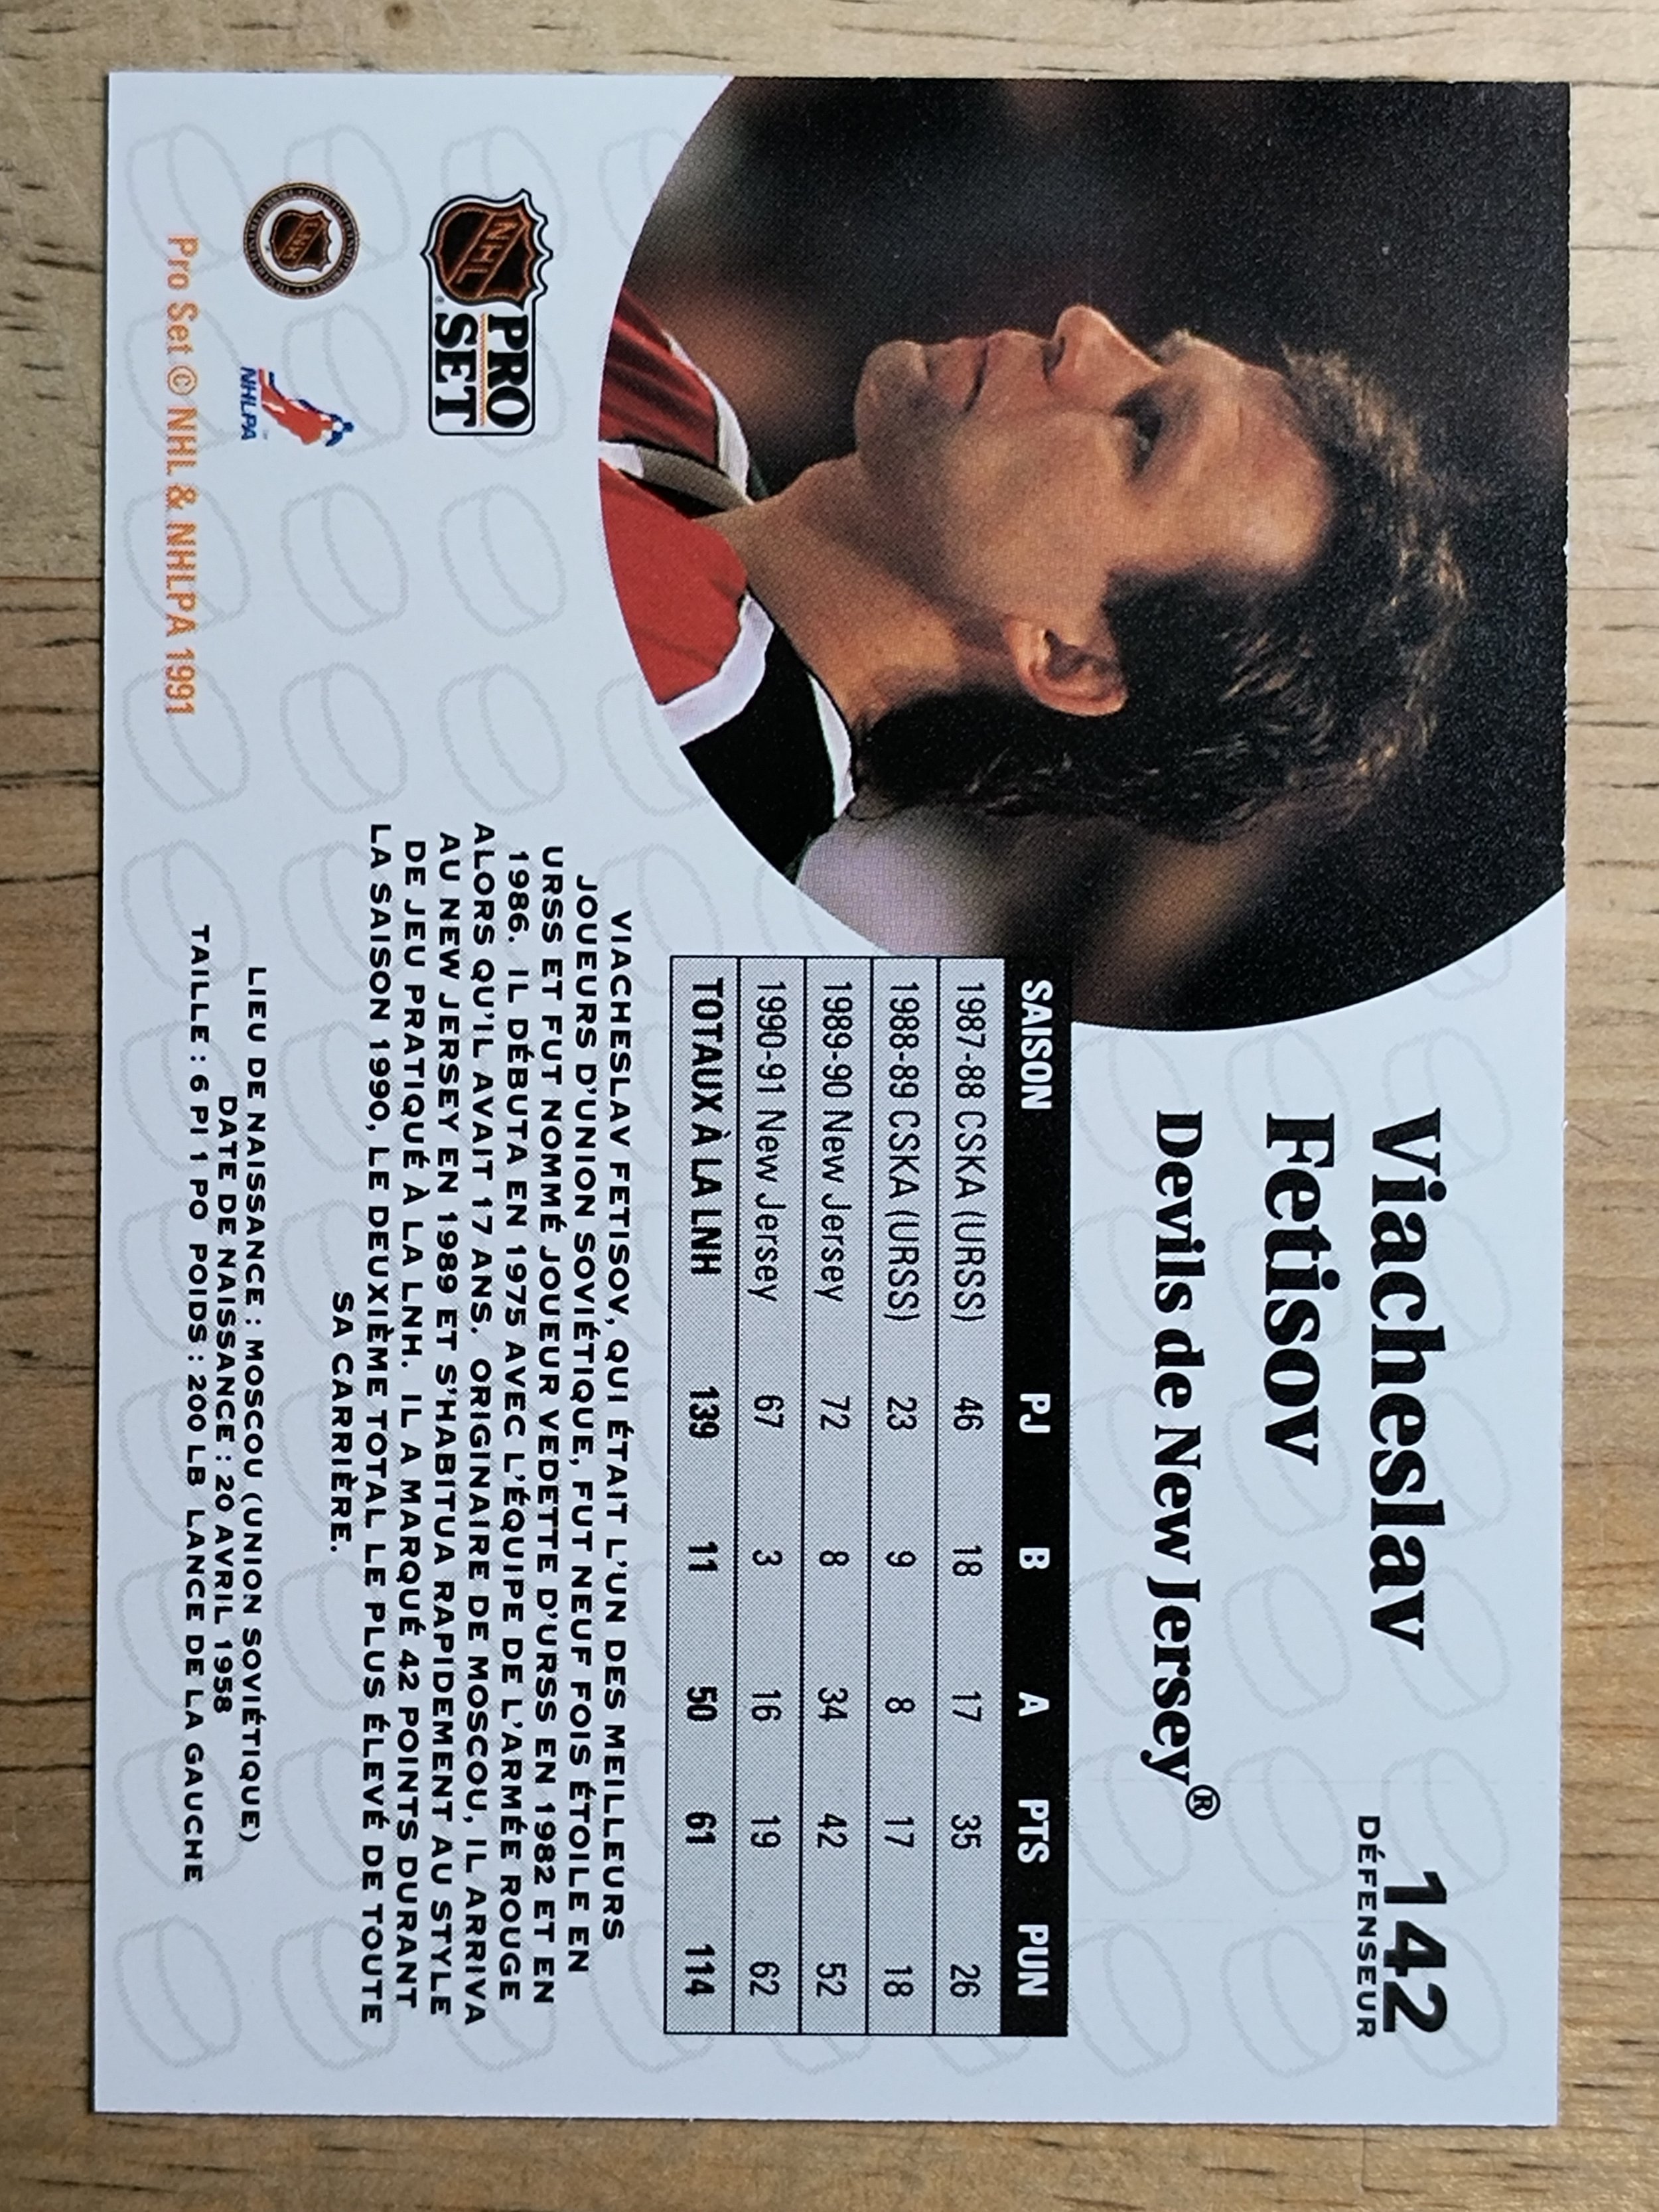 Viacheslav
Fetisov
Devils de New Jersey®
142
DÉFENSEUR
SAISON PJ B A PTS PUN
1987-88 CSKA (URSS) 46 18 17 35 26
1988-89 CSKA (URSS) 23 9 8 17 18
1989-90 New Jersey 72 8 34 42 52
1990-91 New Jersey 67 3 16 19 62
TOTAUX À LA LNH 139 11 50 61 114
VIACHESLAV FETISOV, QUI ÉTAIT L'UN DES MEILLEURS
JOUEURS D'UNION SOVIÉTIQUE, FUT NEUF FOIS ÉTOILE EN
URSS ET FUT NOMMÉ JOUEUR VEDETTE D'URSS EN 1982 ET EN
1986. IL DÉBUTA EN 1975 AVEC L'ÉQUIPE DE L'ARMÉE ROUGE
ALORS QU'IL AVAIT 17 ANS. ORIGINAIRE DE MOSCOU, IL ARRIVA
AU NEW JERSEY EN 1989 ET S'HABITUA RAPIDEMENT AU STYLE
DE JEU PRATIQUÉ À LA LNH. IL A MARQUÉ 42 POINTS DURANT
LA SAISON 1990, LE DEUXIÈME TOTAL LE PLUS ÉLEVÉ DE TOUTE
SA CARRIÈRE.
LIEU DE NAISSANCE : MOSCOU (UNION SOVIÉTIQUE)
DATE DE NAISSANCE : 20 AVRIL 1958
TAILLE : 6 PI 1 PO POIDS : 200 LB LANCE DE LA GAUCHE
NHL
PRO
SET
®
NHLPA
Pro Set © NHL & NHLPA 1991